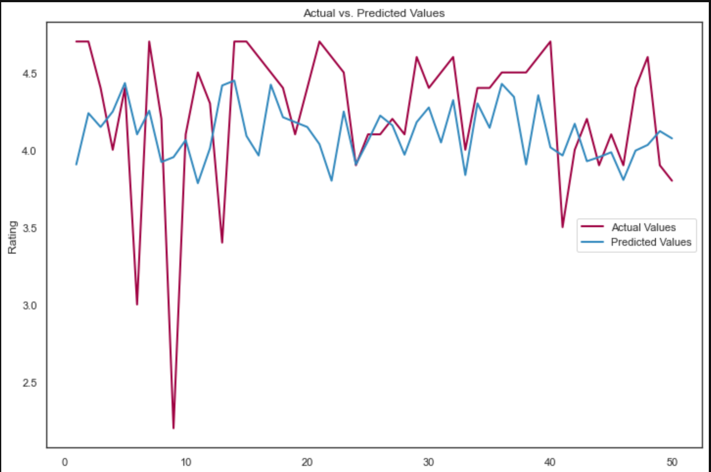 Actual vs. Predicted Values
4.5
4.0
3.5
3.0
2.5
Rating
Actual Values
Predicted Values
0 10 20 30 40 50